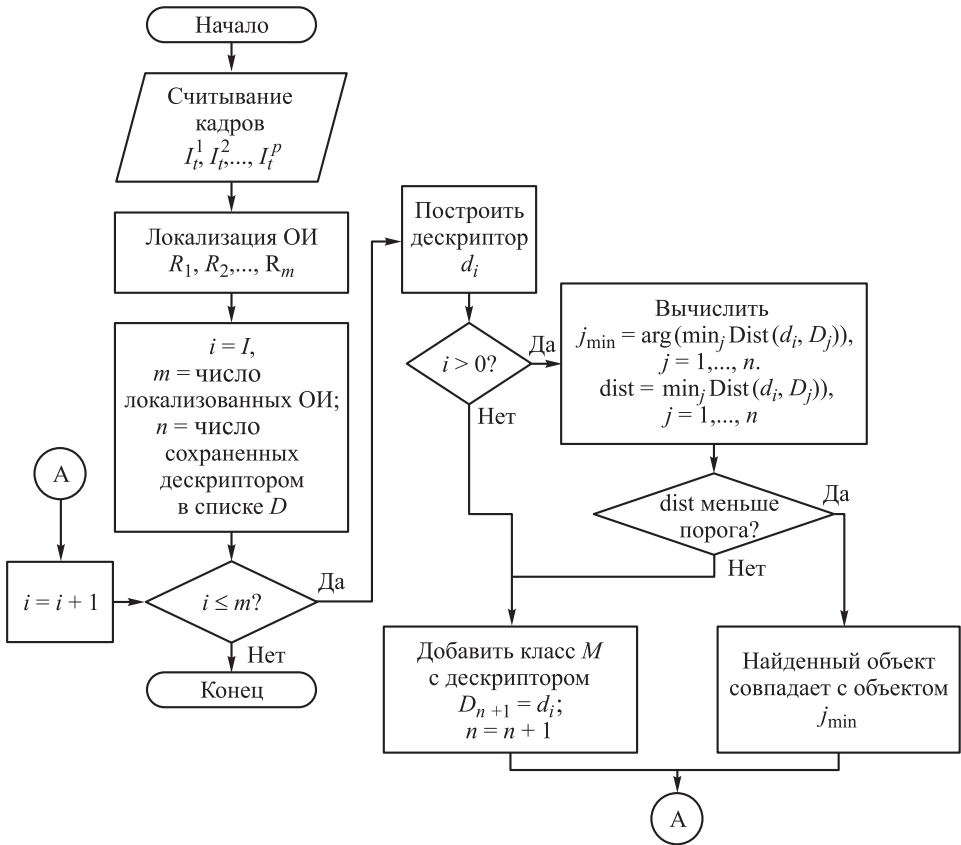 Начало
Считывание
кадров
I_t^1, I_t^2,..., I_t^p
Локализация ОИ
R_1, R_2,..., R_m
i = I,
m = число
локализованных ОИ;
n = число
сохраненных
дескриптором
в списке D
A
i = i + 1
i ≤ m?
Да
Нет
Конец
Построить
дескриптор
d_i
i > 0?
Да
Нет
Вычислить
j_min = arg(min_j Dist(d_i, D_j)),
j = 1,..., n.
dist = min_j Dist(d_i, D_j)),
j = 1,..., n
dist меньше
порога?
Да
Нет
Добавить класс M
с дескриптором
D_{n+1} = d_i;
n = n + 1
Найденный объект
совпадает с объектом
j_min
A